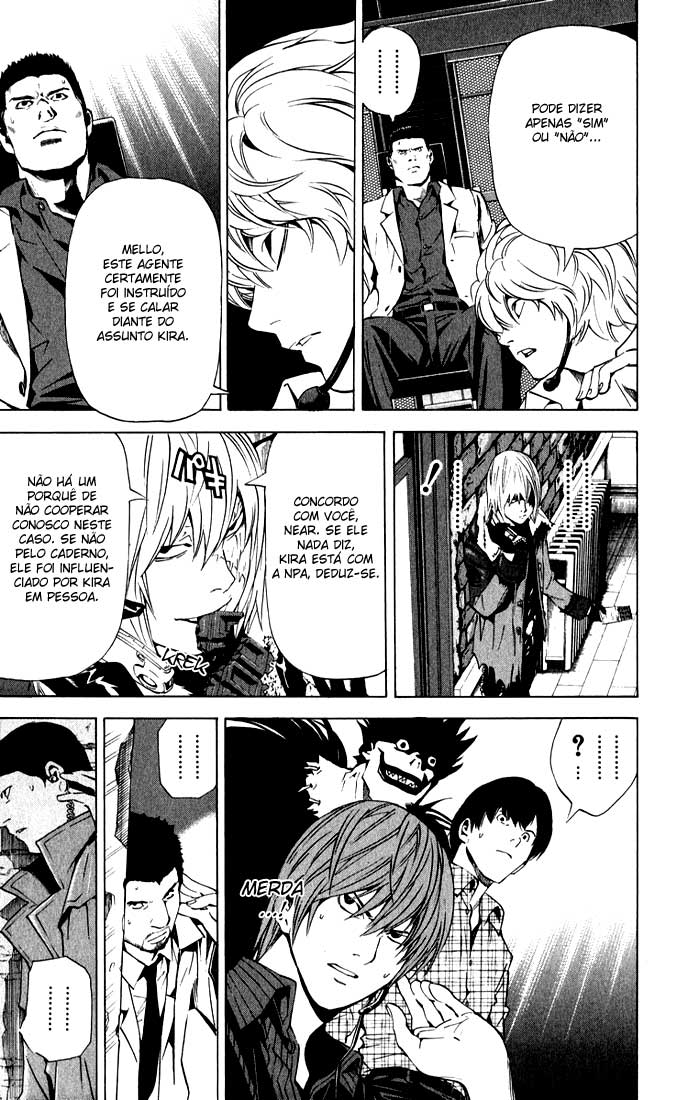 PODE DIZER
APENAS "SIM"
OU "NÃO"...
......
MELLO,
ESTE AGENTE
CERTAMENTE
FOI INSTRUÍDO
E SE CALAR
DIANTE DO
ASSUNTO KIRA.
!
パキ
CONCORDO
COM VOCÊ,
NEAR. SE ELE
NADA DIZ,
KIRA ESTÁ COM
A NPA, DEDUZ-SE.
NÃO HÁ UM
PORQUÊ DE
NÃO COOPERAR
CONOSCO NESTE
CASO. SE NÃO
PELO CADERNO,
ELE FOI INFLUEN-
CIADO POR KIRA
EM PESSOA.
KREK
...... ?
MERDA
.....
......
......